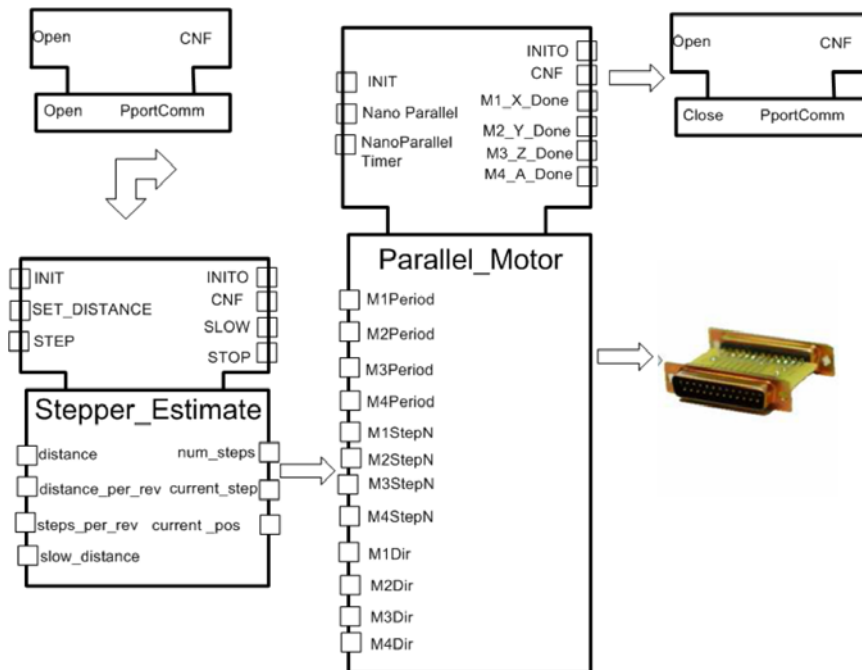 Open CNF
Open PportComm
INIT
Nano Parallel
NanoParallel
Timer
INITO
CNF
M1_X_Done
M2_Y_Done
M3_Z_Done
M4_A_Done
Open CNF
Close PportComm
INIT INITO
SET_DISTANCE CNF
STEP SLOW
STOP
Stepper_Estimate
distance num_steps
distance_per_rev current_step
steps_per_rev current _pos
slow_distance
Parallel_Motor
M1Period
M2Period
M3Period
M4Period
M1StepN
M2StepN
M3StepN
M4StepN
M1Dir
M2Dir
M3Dir
M4Dir